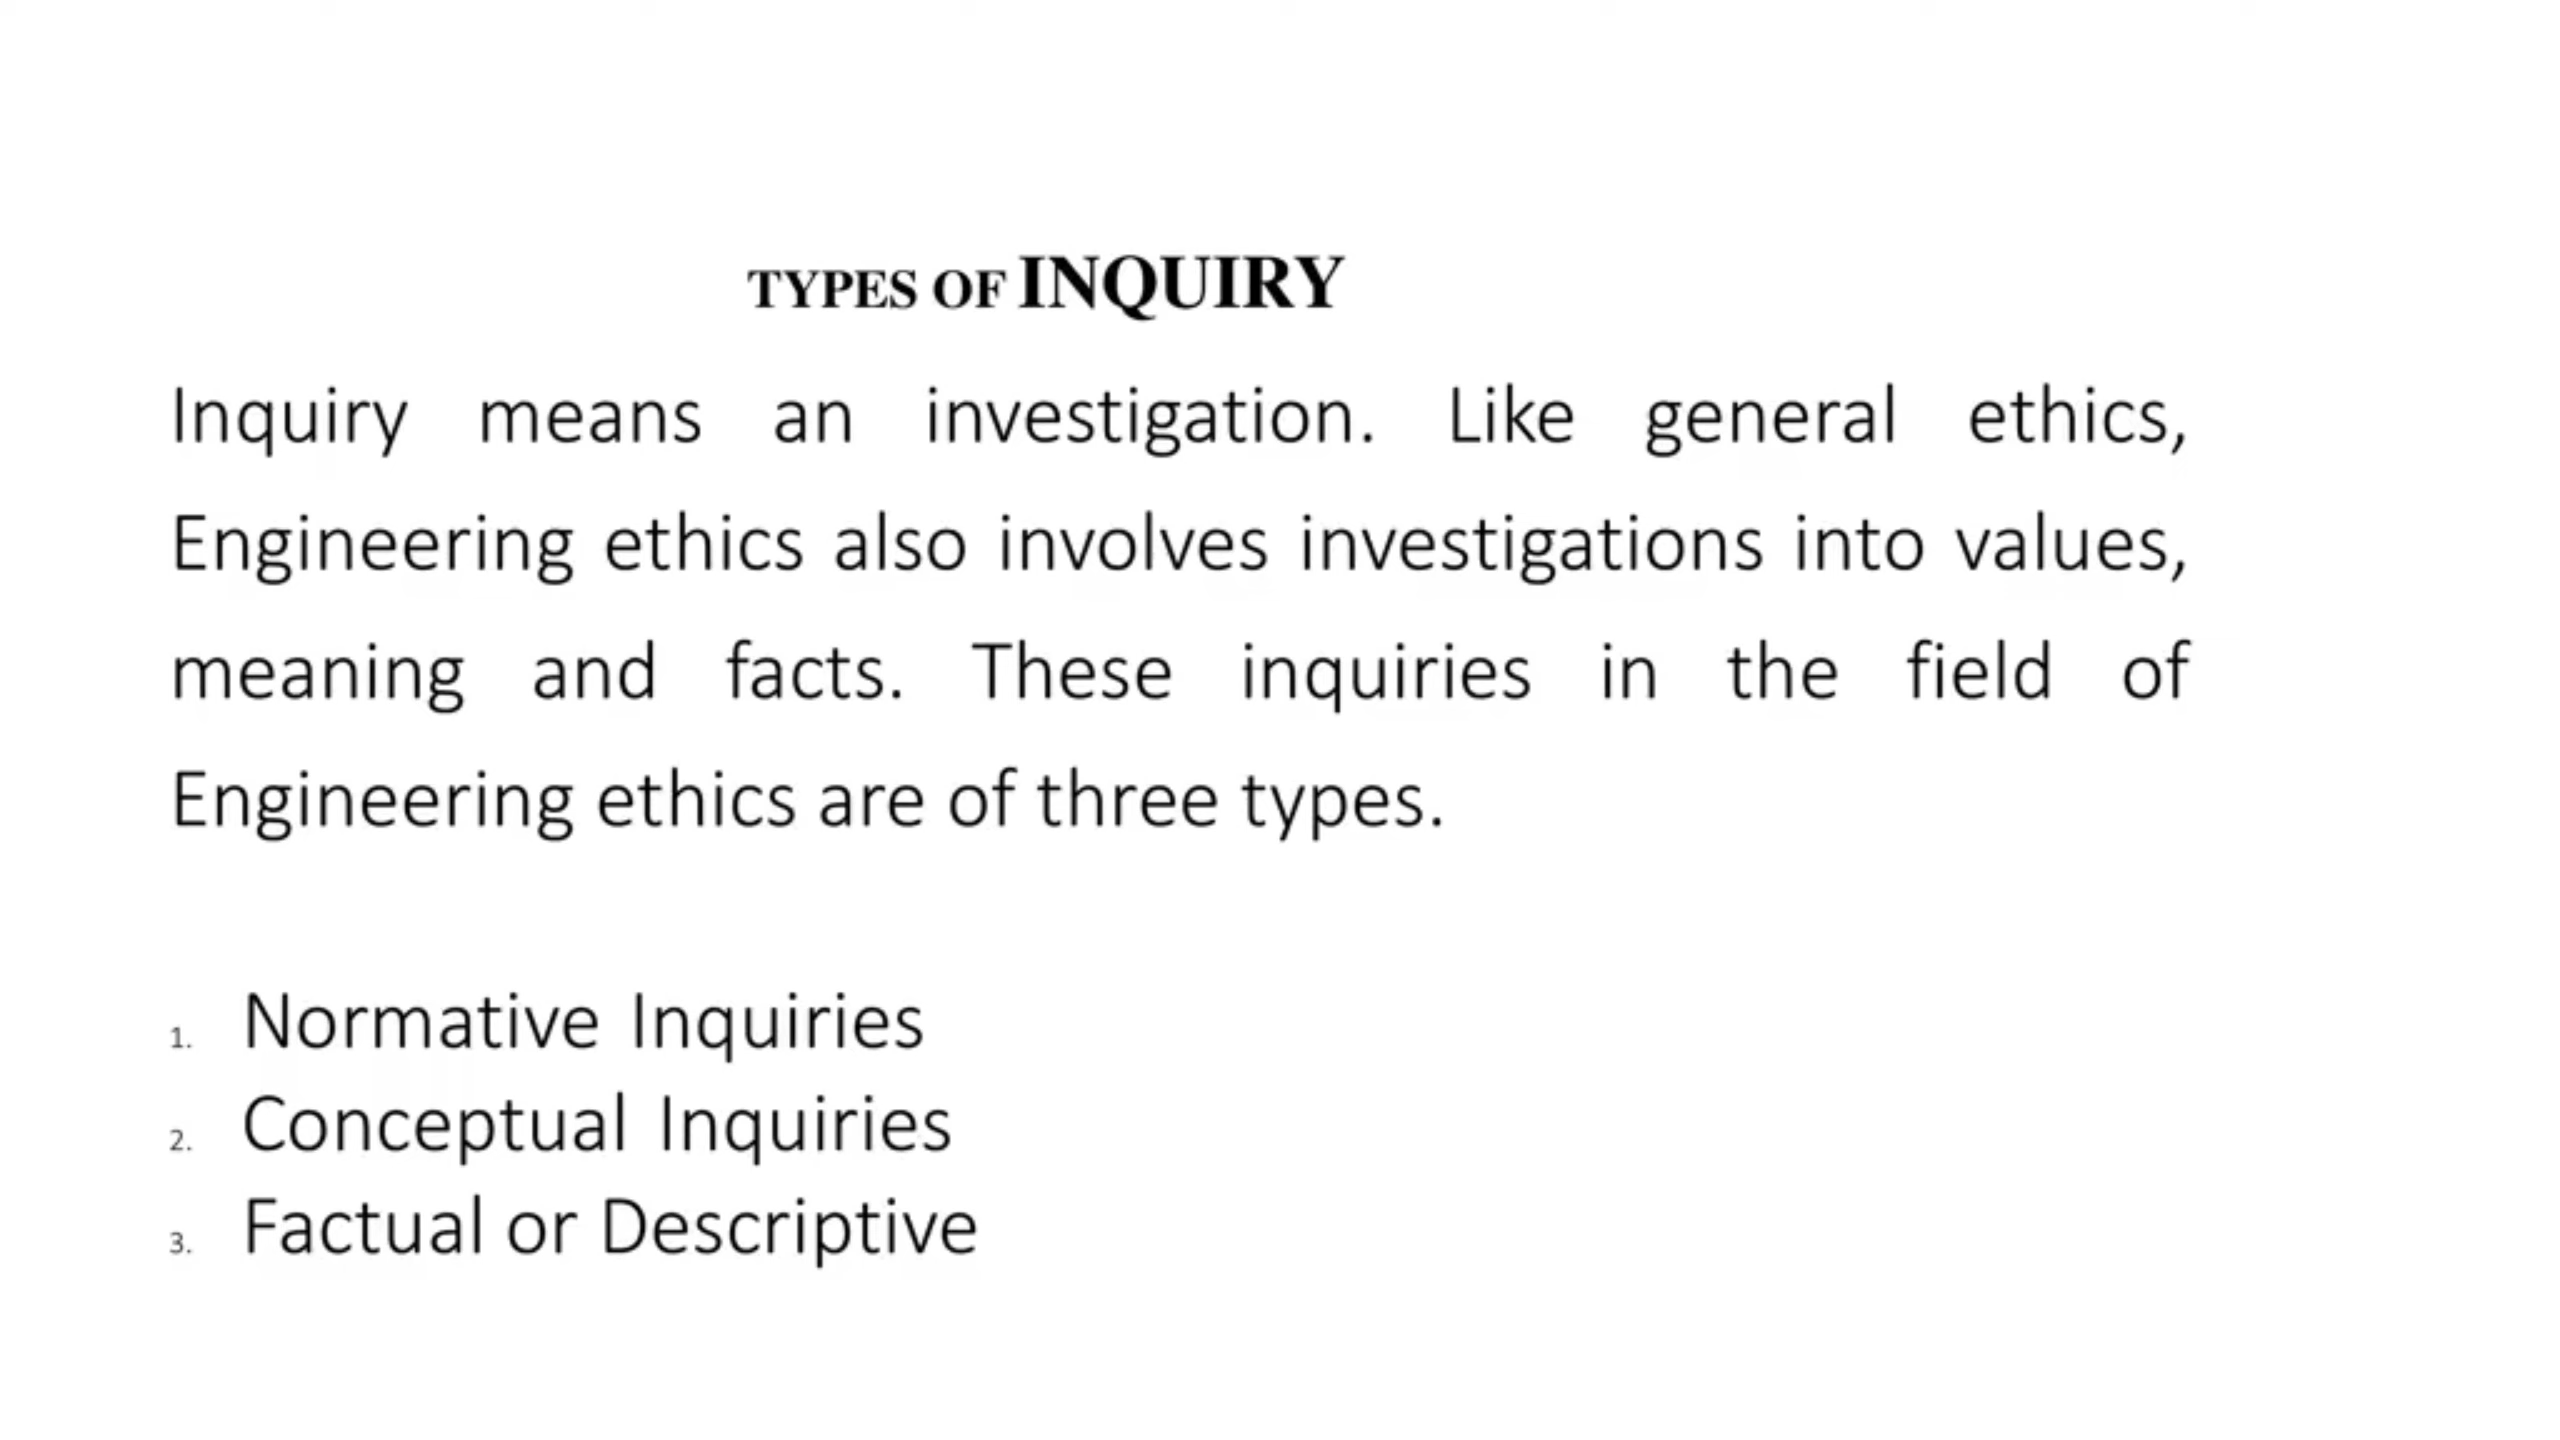 TYPES OF INQUIRY
Inquiry means an investigation. Like general ethics,
Engineering ethics also involves investigations into values,
meaning and facts. These inquiries in the field of
Engineering ethics are of three types.
1. Normative Inquiries
2. Conceptual Inquiries
3. Factual or Descriptive